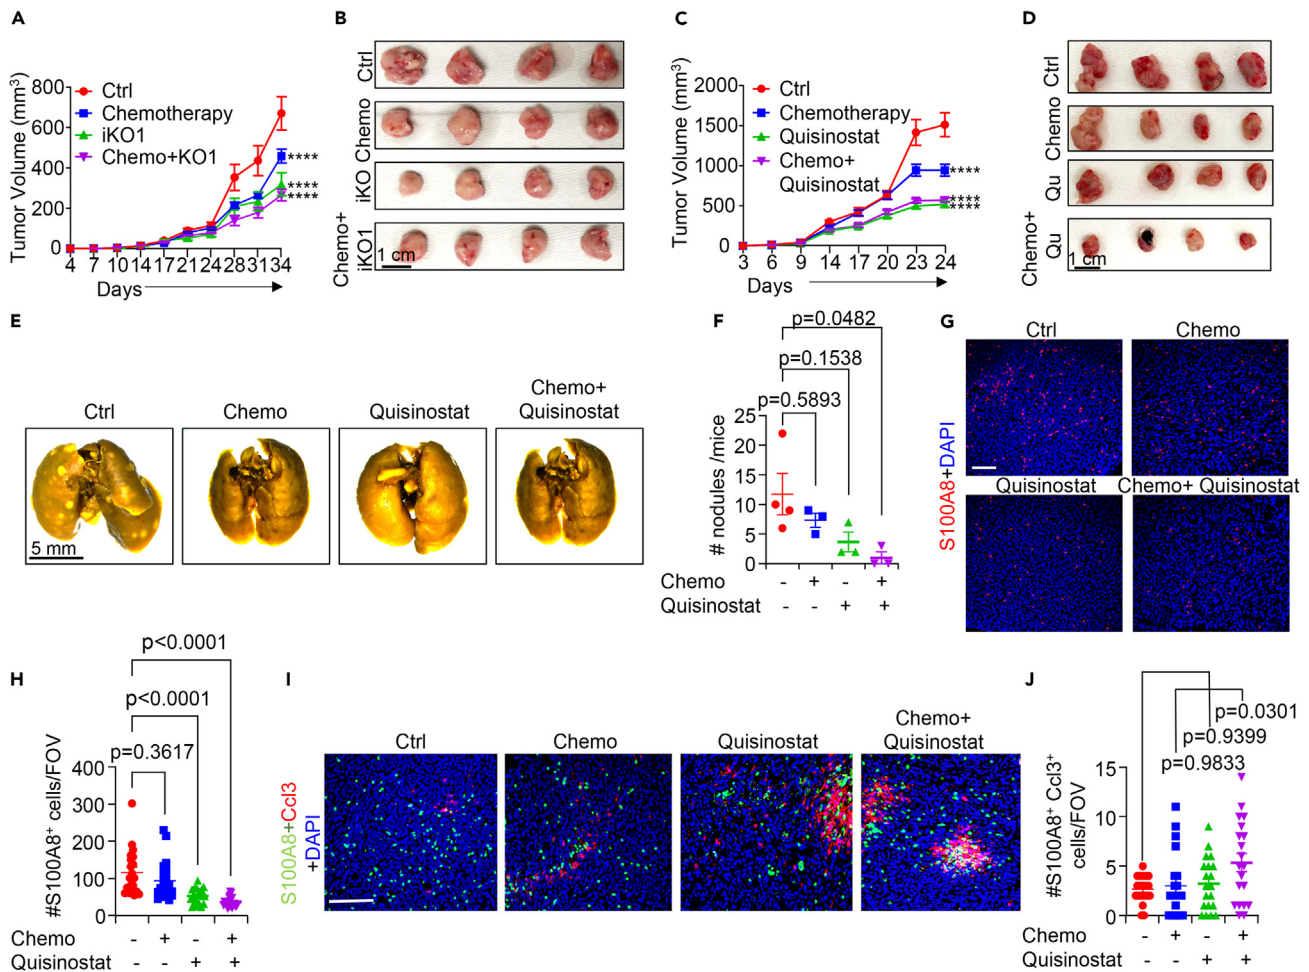 A
Tumor Volume (mm³)
800
600
400
200
0
4 7 10 14 17 21 24 28 31 34
Days
Ctrl
Chemotherapy
iKO1
Chemo+KO1
****
****
****
B
Ctrl
Chemo
iKO
Chemo+
iKO1
1 cm
C
Tumor Volume (mm³)
2000
1500
1000
500
0
3 6 9 14 17 20 23 24
Days
Ctrl
Chemotherapy
Quisinostat
Chemo+
Quisinostat
****
****
****
D
Ctrl
Chemo
Qu
Chemo+
Qu
1 cm
E
Ctrl
Chemo
Quisinostat
Chemo+
Quisinostat
5 mm
F
p=0.0482
p=0.1538
p=0.5893
# nodules /mice
25
20
15
10
5
0
Chemo - + - +
Quisinostat - - + +
G
Ctrl
Chemo
Quisinostat
Chemo+ Quisinostat
S100A8+DAPI
H
p<0.0001
p<0.0001
p=0.3617
#S100A8⁺ cells/FOV
400
300
200
100
0
Chemo - + - +
Quisinostat - - + +
I
Ctrl
Chemo
Quisinostat
Chemo+
Quisinostat
S100A8+Ccl3
+DAPI
J
p=0.0301
p=0.9399
p=0.9833
#S100A8⁺ Ccl3⁺
cells/FOV
15
10
5
0
Chemo - + - +
Quisinostat - - + +